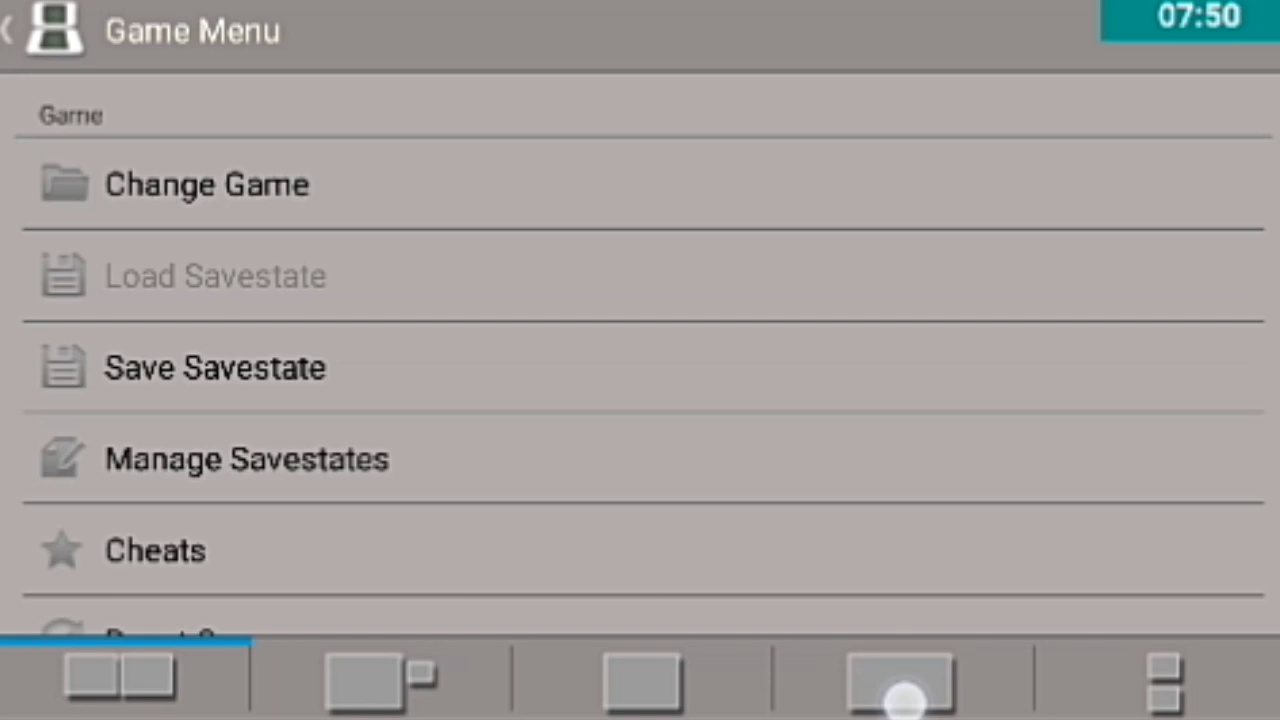 Game Menu
07:50
Game
Change Game
Load Savestate
Save Savestate
Manage Savestates
Cheats